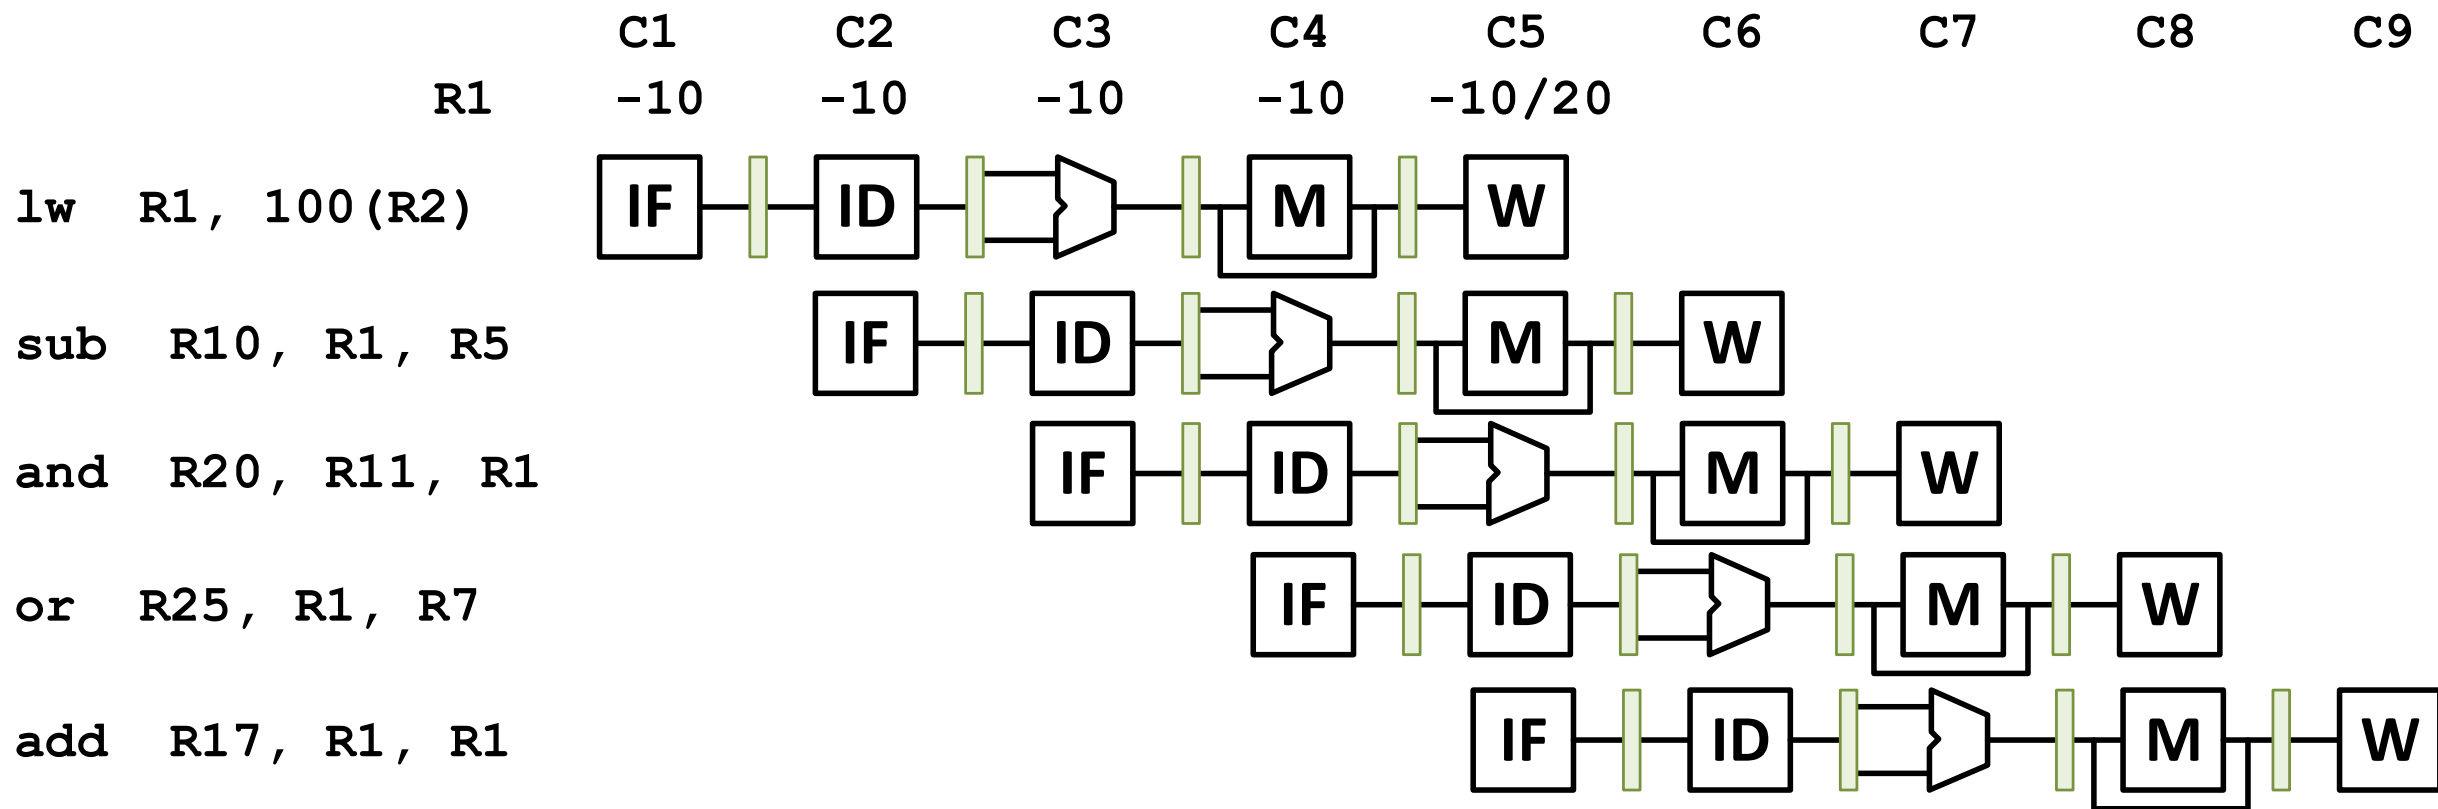 C1 C2 C3 C4 C5 C6 C7 C8 C9
R1 -10 -10 -10 -10 -10/20
lw R1, 100(R2) IF ID M W
sub R10, R1, R5 IF ID M W
and R20, R11, R1 IF ID M W
or R25, R1, R7 IF ID M W
add R17, R1, R1 IF ID M W